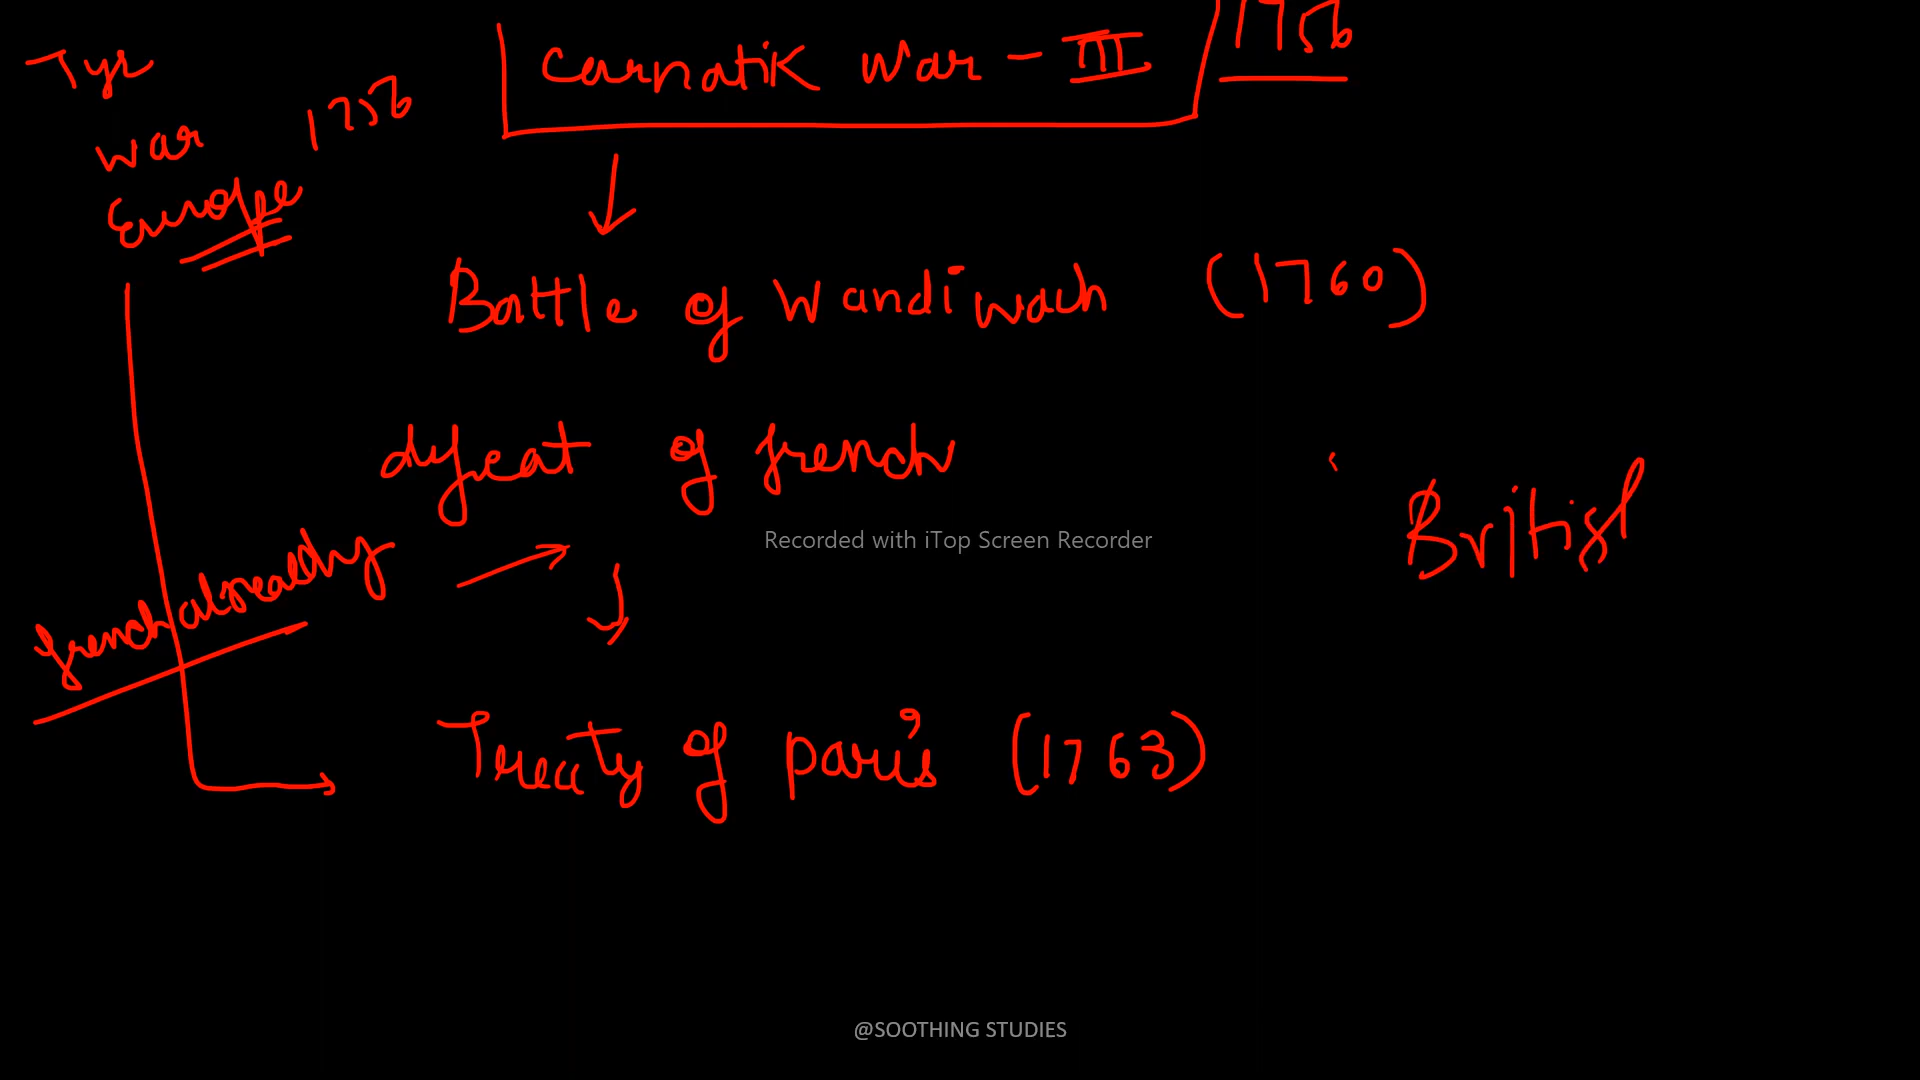 Carnatik War - III 1756
7yr
war 1756
Europe
Battle of Wandiwach (1760)
defeat of french
British
Recorded with iTop Screen Recorder
french already
Treaty of paris (1763)
@SOOTHING STUDIES